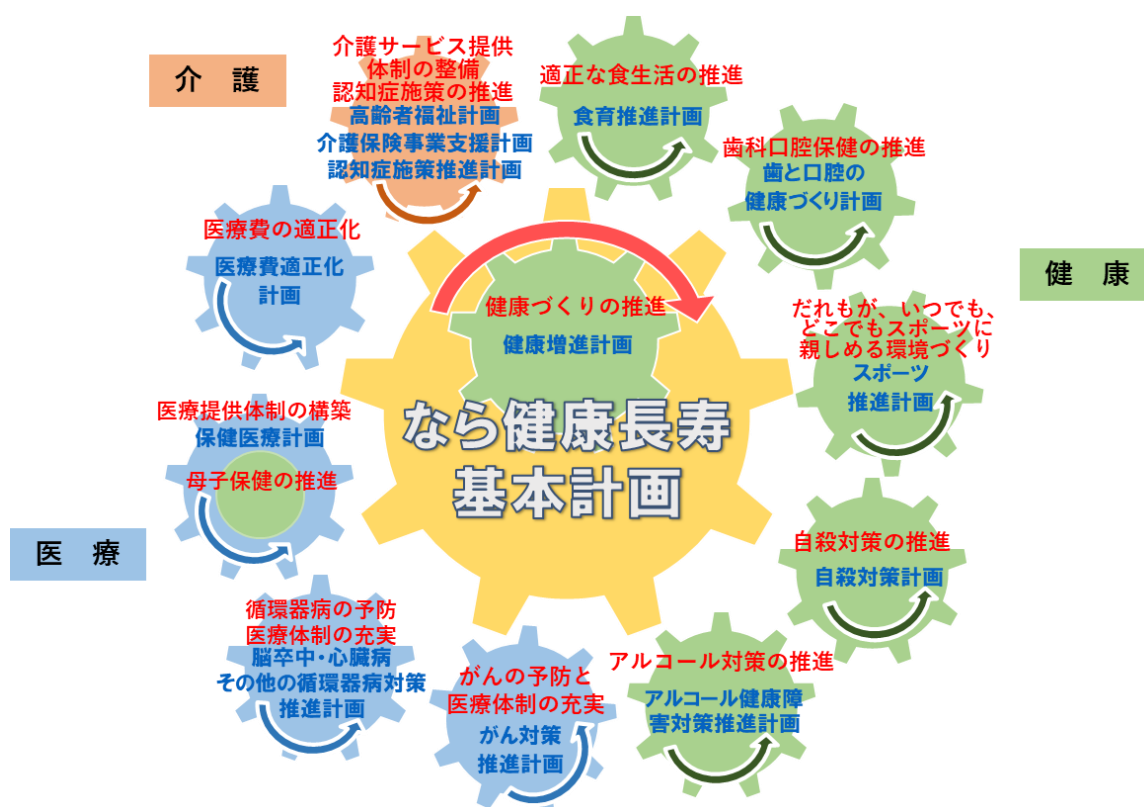 介　護
介護サービス提供
体制の整備
認知症施策の推進
高齢者福祉計画
介護保険事業支援計画
認知症施策推進計画
適正な食生活の推進
食育推進計画
歯科口腔保健の推進
歯と口腔の
健康づくり計画
健　康
だれもが、いつでも、
どこでもスポーツに
親しめる環境づくり
スポーツ
推進計画
自殺対策の推進
自殺対策計画
アルコール対策の推進
アルコール健康障
害対策推進計画
がんの予防と
医療体制の充実
がん対策
推進計画
循環器病の予防
医療体制の充実
脳卒中・心臓病
その他の循環器病対策
推進計画
医　療
医療提供体制の構築
保健医療計画
母子保健の推進
医療費の適正化
医療費適正化
計画
健康づくりの推進
健康増進計画
なら健康長寿
基本計画